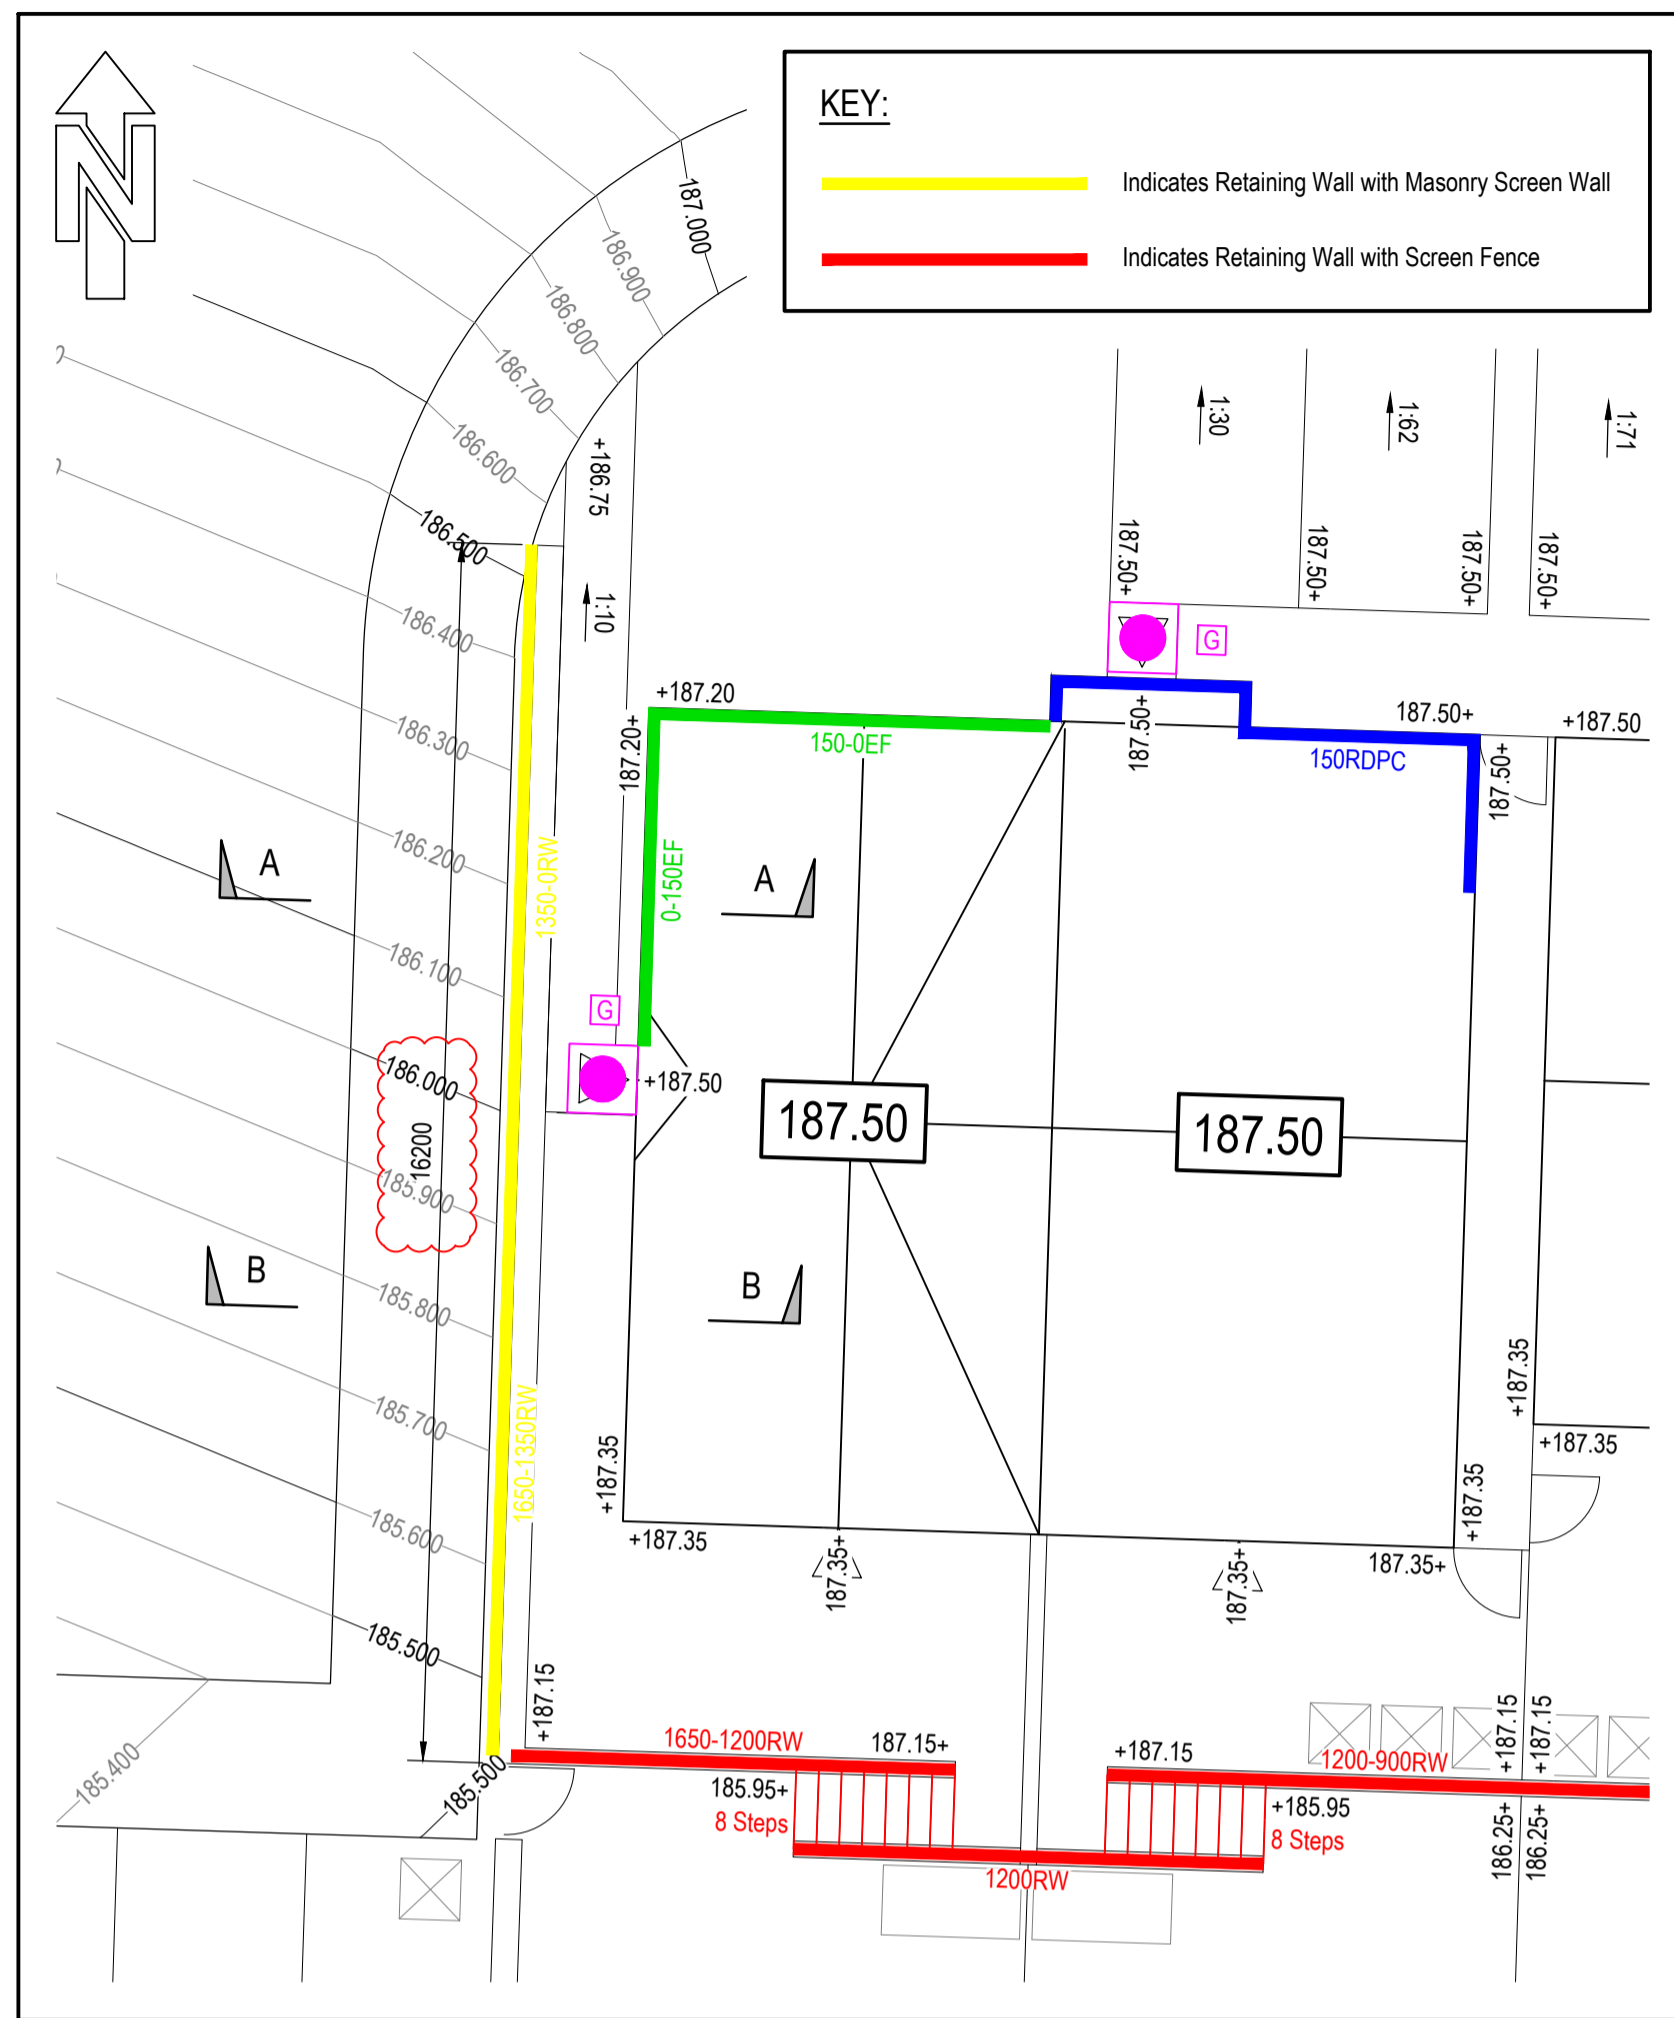 N
KEY:
Indicates Retaining Wall with Masonry Screen Wall
Indicates Retaining Wall with Screen Fence
187.000
186.900
186.800
186.700
186.600
186.500
186.400
186.300
186.200
186.100
186.000
185.900
185.800
185.700
185.600
185.500
185.400
185.500
+186.75
1:10
1:30
1:62
1:71
187.50+
187.50+
187.50+
187.50+
G
+187.20
187.20+
150-0EF
187.50+
187.50+
+187.50
150RDPC
187.50+
A
A
1350-0RW
0-150EF
G
+187.50
16200
187.50
187.50
B
B
1650-1350RW
+187.35
+187.35
187.35+
187.35+
187.35+
+187.35
+187.35
+187.35
+187.15
1650-1200RW
187.15+
+187.15
1200-900RW
+187.15
+187.15
185.95+
8 Steps
+185.95
8 Steps
186.25+
186.25+
1200RW